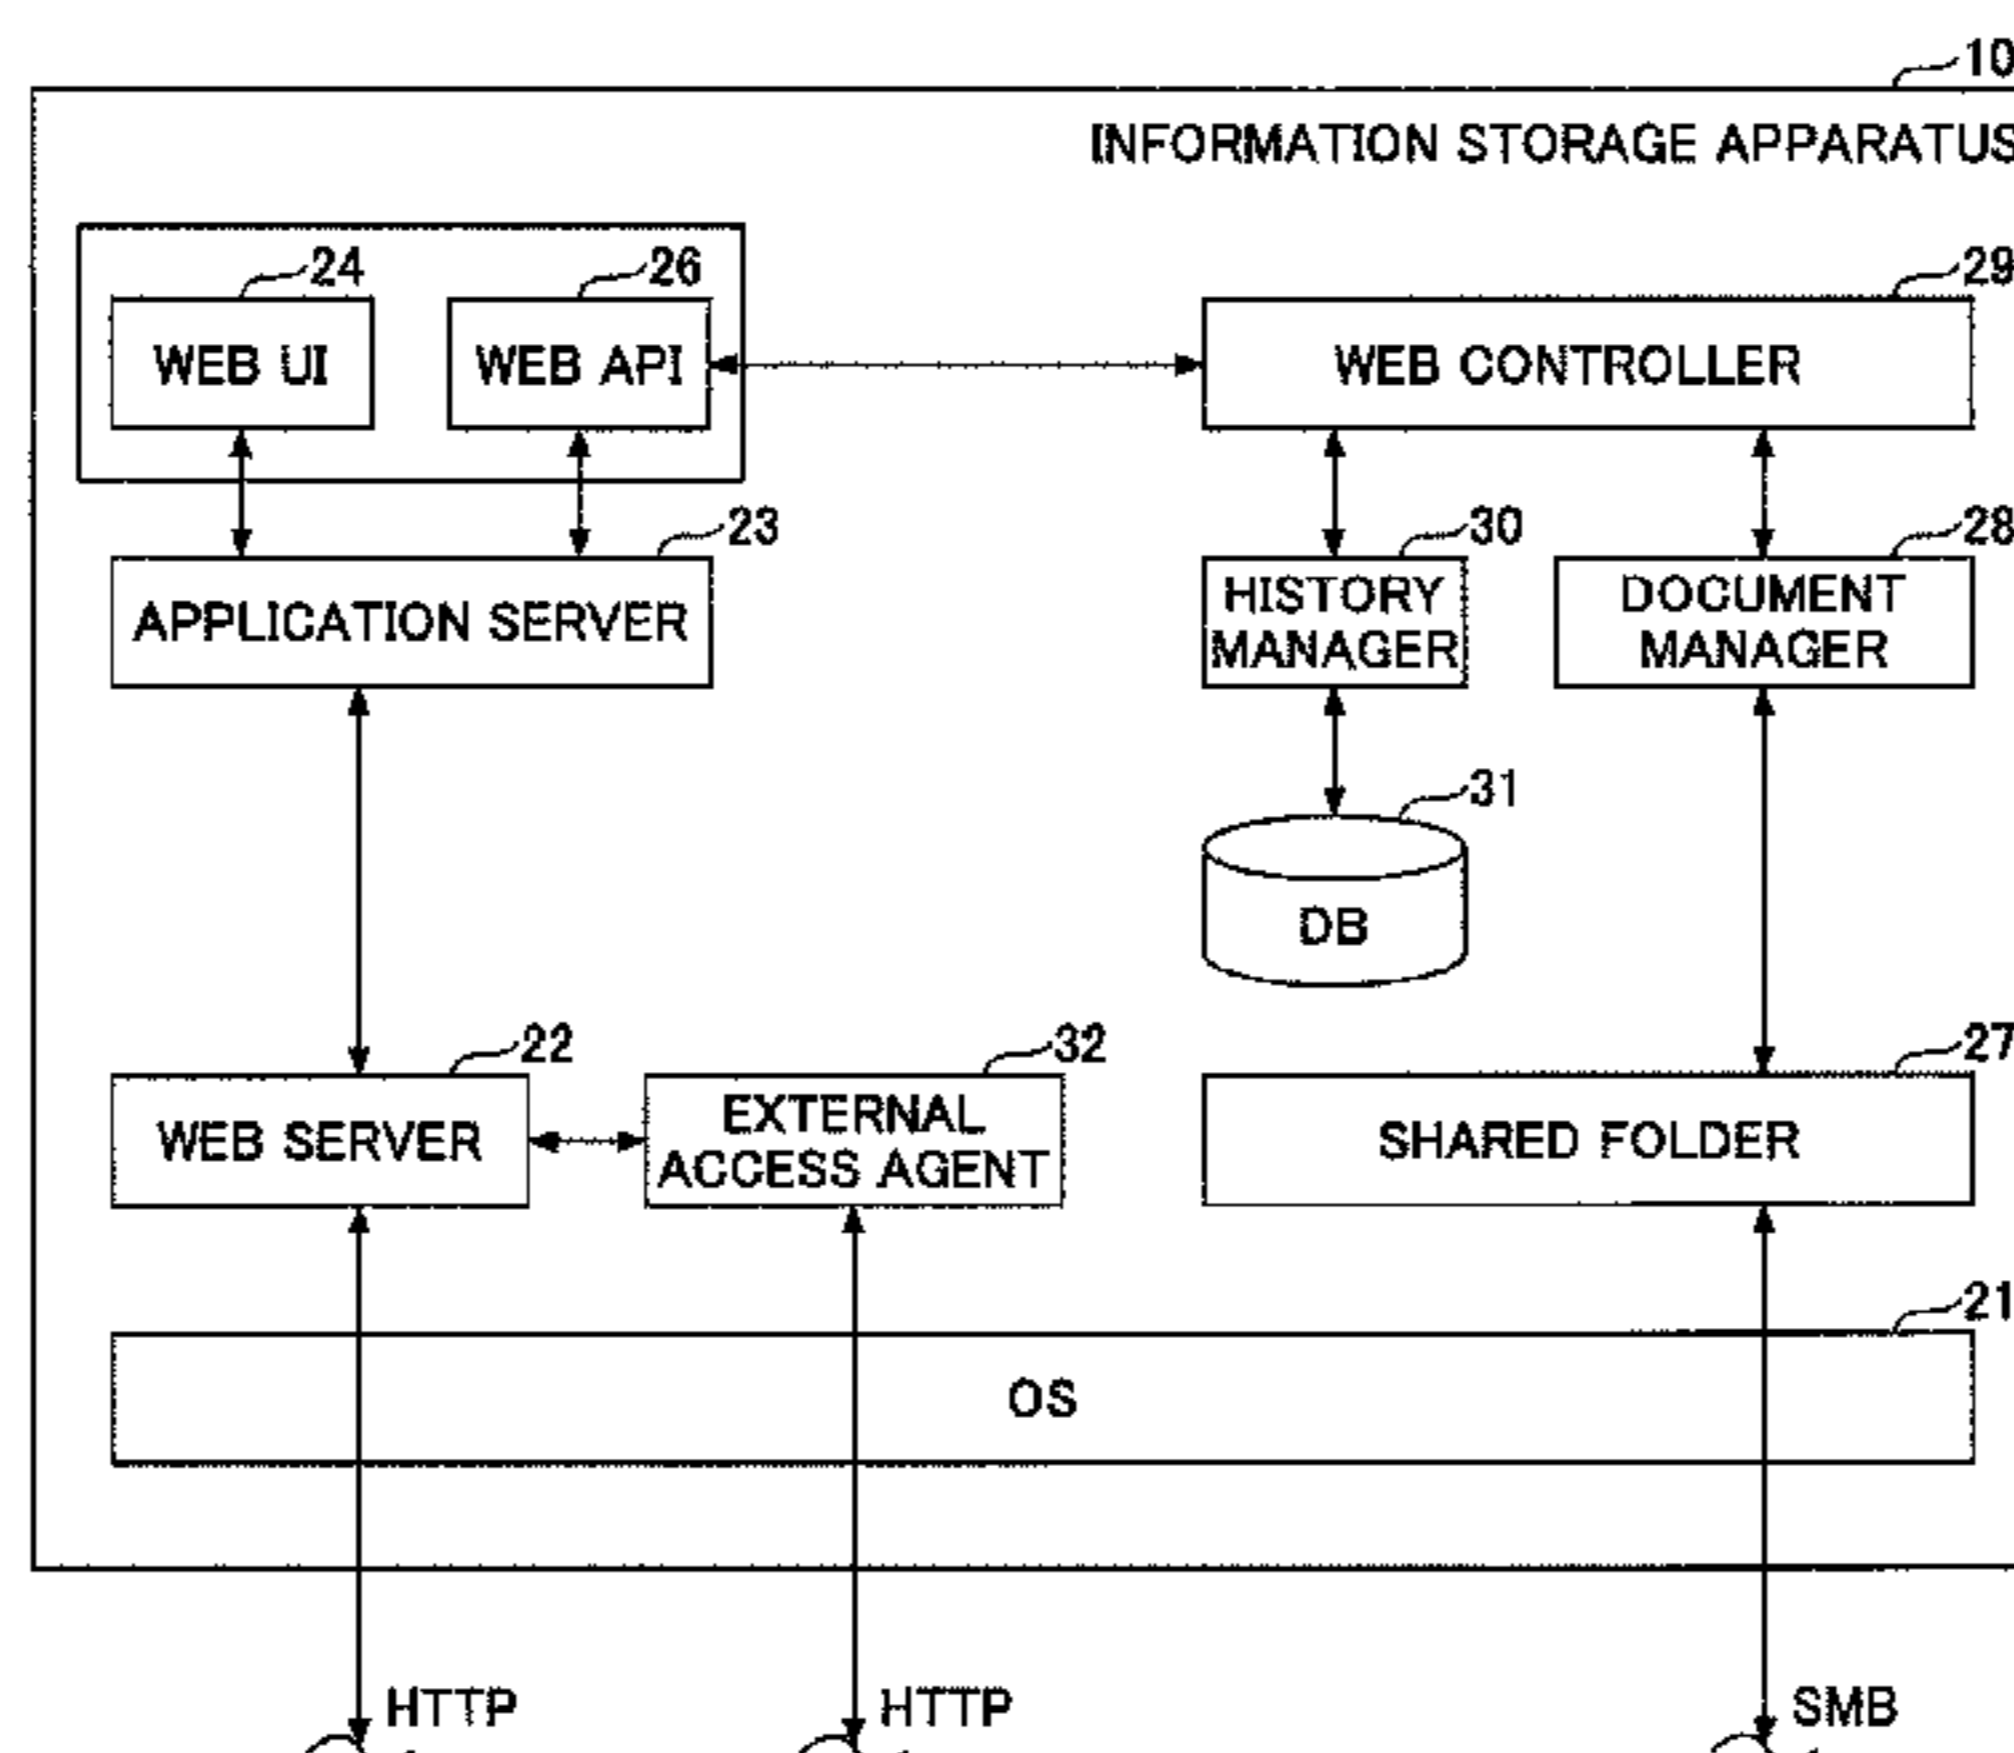 10
INFORMATION STORAGE APPARATUS
24
26
29
WEB UI
WEB API
WEB CONTROLLER
23
30
28
APPLICATION SERVER
HISTORY
MANAGER
DOCUMENT
MANAGER
31
DB
22
32
27
WEB SERVER
EXTERNAL
ACCESS AGENT
SHARED FOLDER
21
OS
HTTP
HTTP
SMB